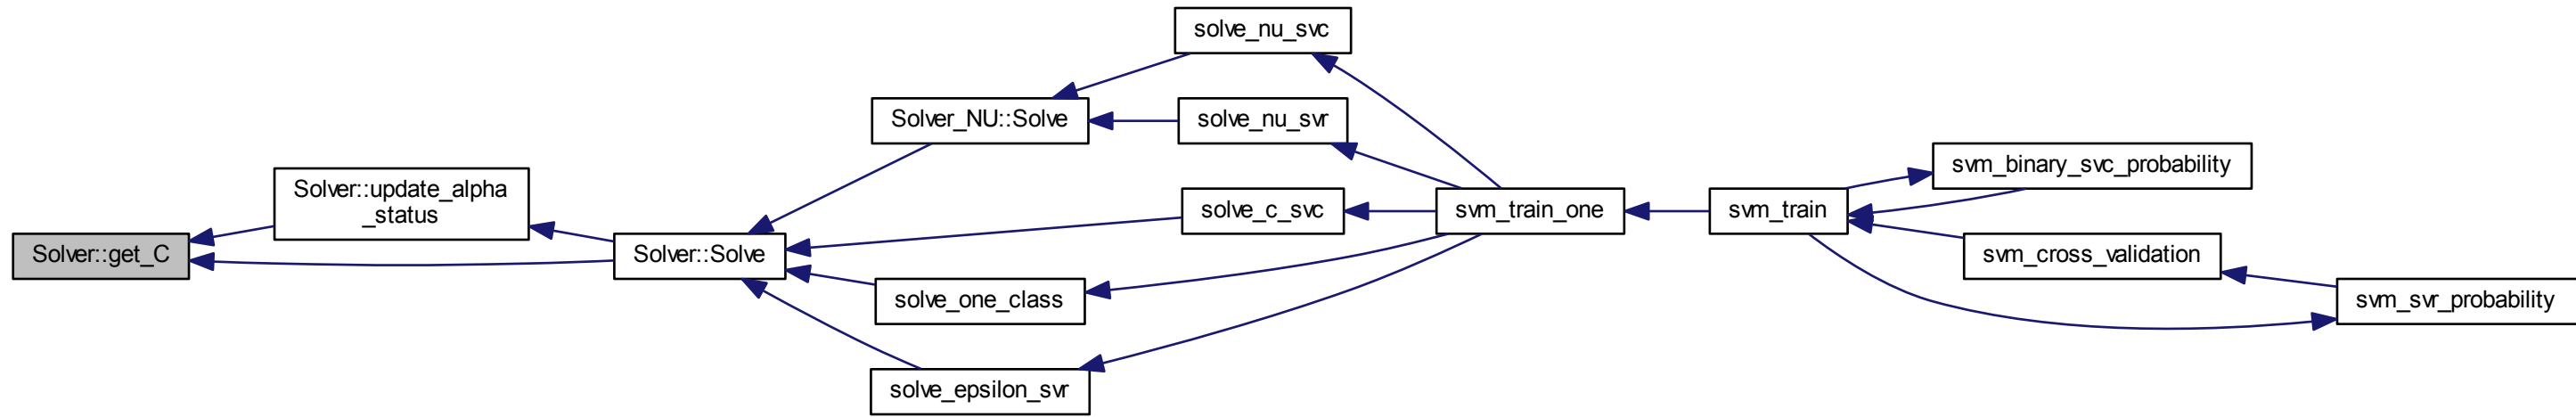 Solver::get_C
Solver::update_alpha
_status
Solver::Solve
Solver_NU::Solve
solve_nu_svc
solve_nu_svr
solve_c_svc
solve_one_class
solve_epsilon_svr
svm_train_one
svm_train
svm_binary_svc_probability
svm_cross_validation
svm_svr_probability